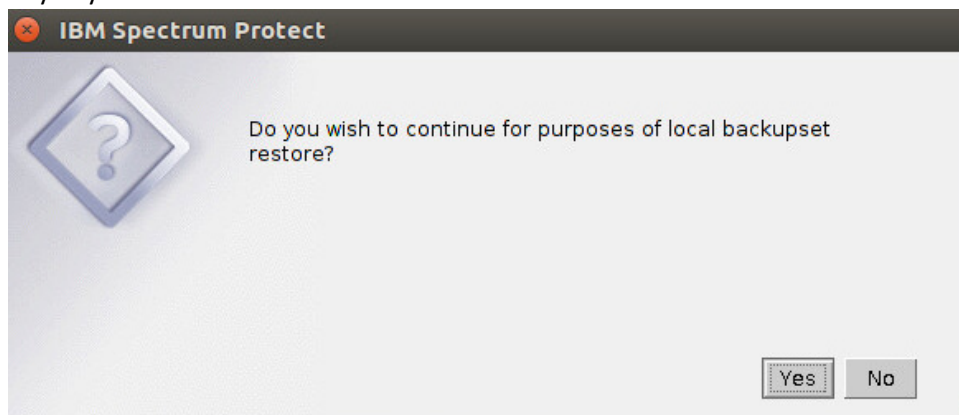 IBM Spectrum Protect
Do you wish to continue for purposes of local backupset
restore?
Yes
No